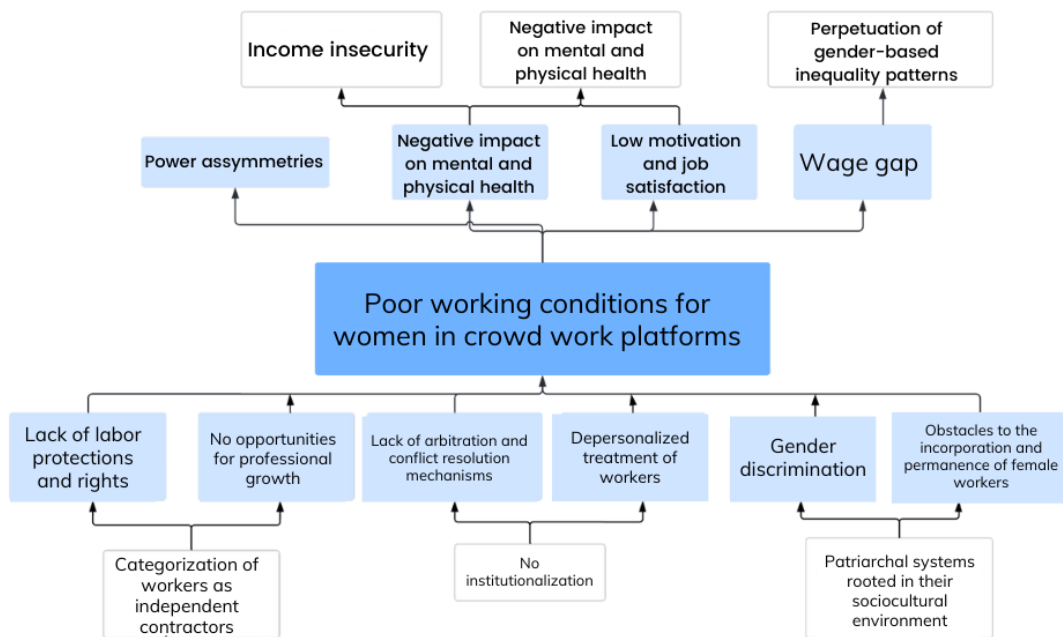 Income insecurity
Negative impact
on mental and
physical health
Perpetuation of
gender-based
inequality patterns
Power assymmetries
Negative impact
on mental and
physical health
Low motivation
and job
satisfaction
Wage gap
Poor working conditions for
women in crowd work platforms
Lack of labor
protections
and rights
No opportunities
for professional
growth
Lack of arbitration and
conflict resolution
mechanisms
Depersonalized
treatment of
workers
Gender
discrimination
Obstacles to the
incorporation and
permanence of female
workers
Categorization of
workers as
independent
contractors
No
institutionalization
Patriarchal systems
rooted in their
sociocultural
environment